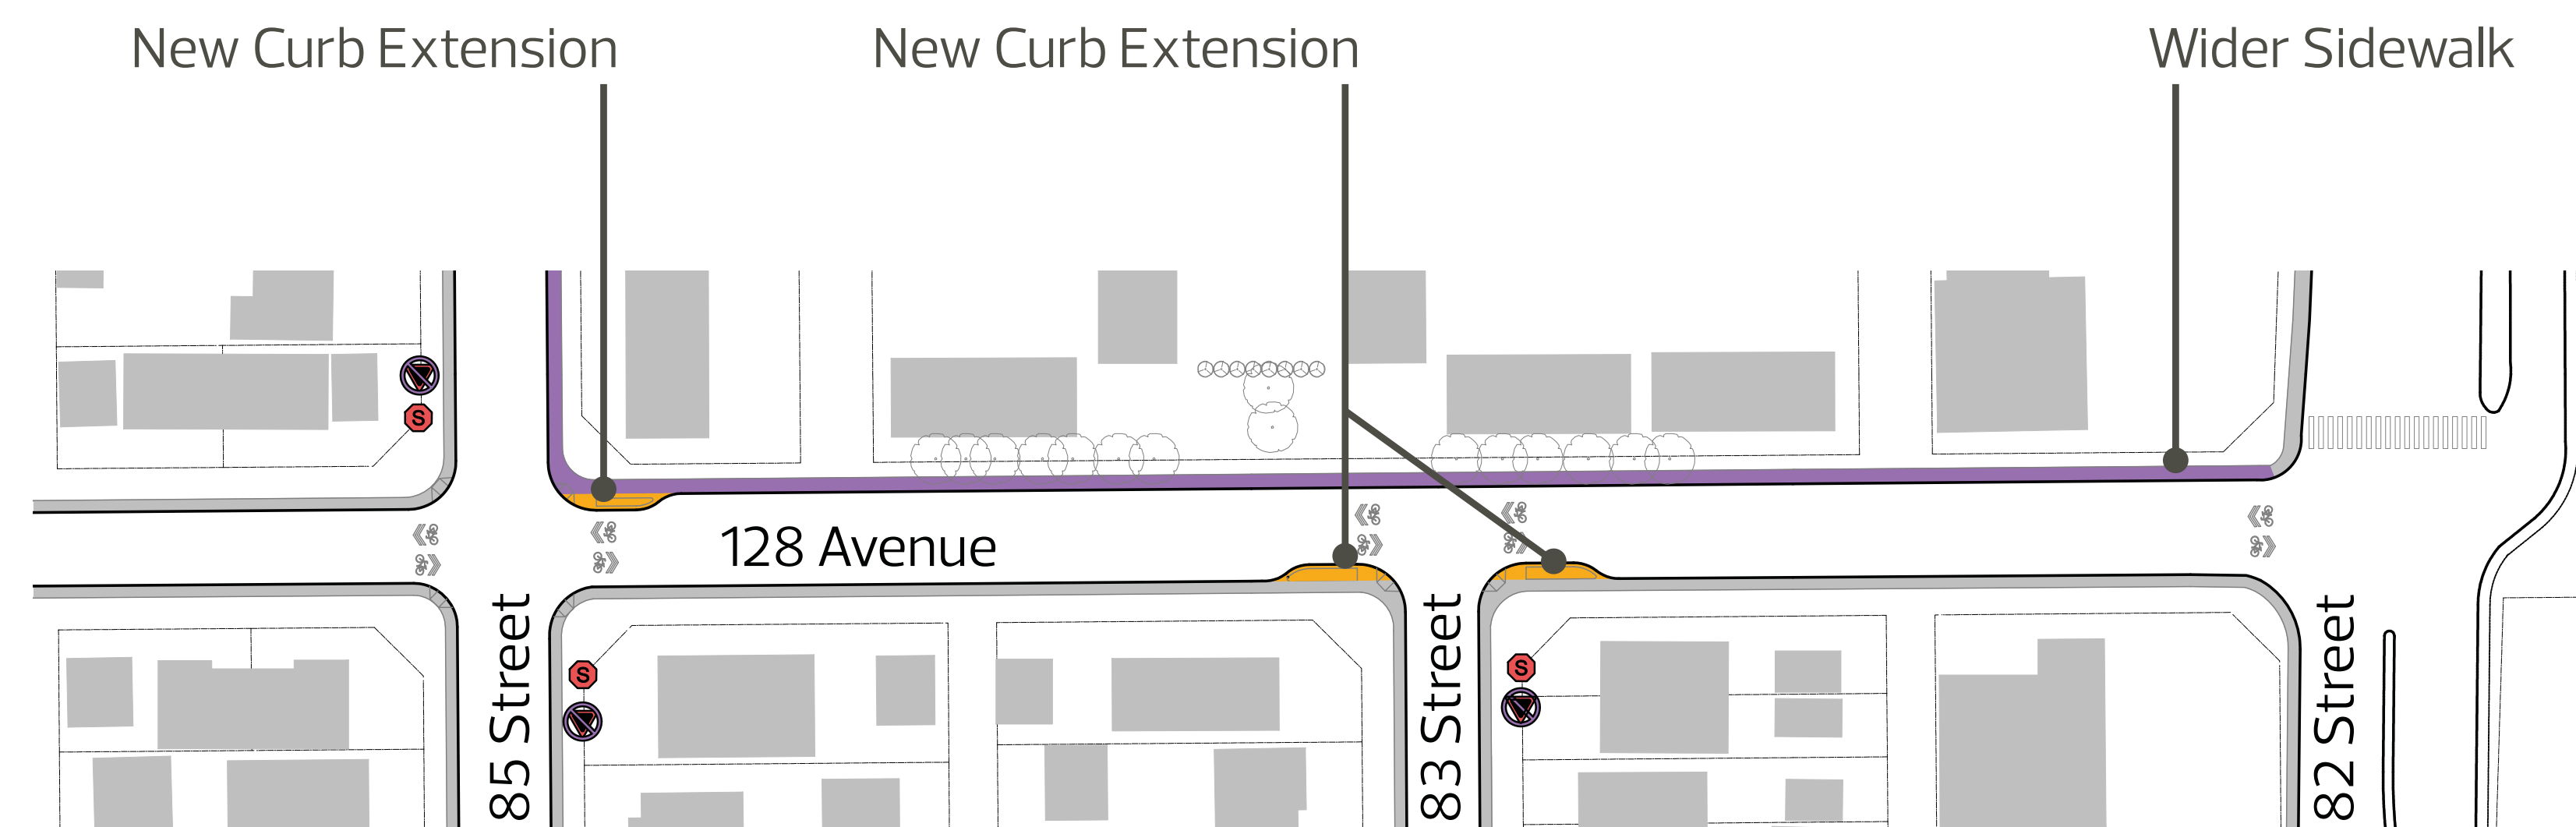 New Curb Extension
New Curb Extension
Wider Sidewalk
S
128 Avenue
85 Street
S
83 Street
S
82 Street